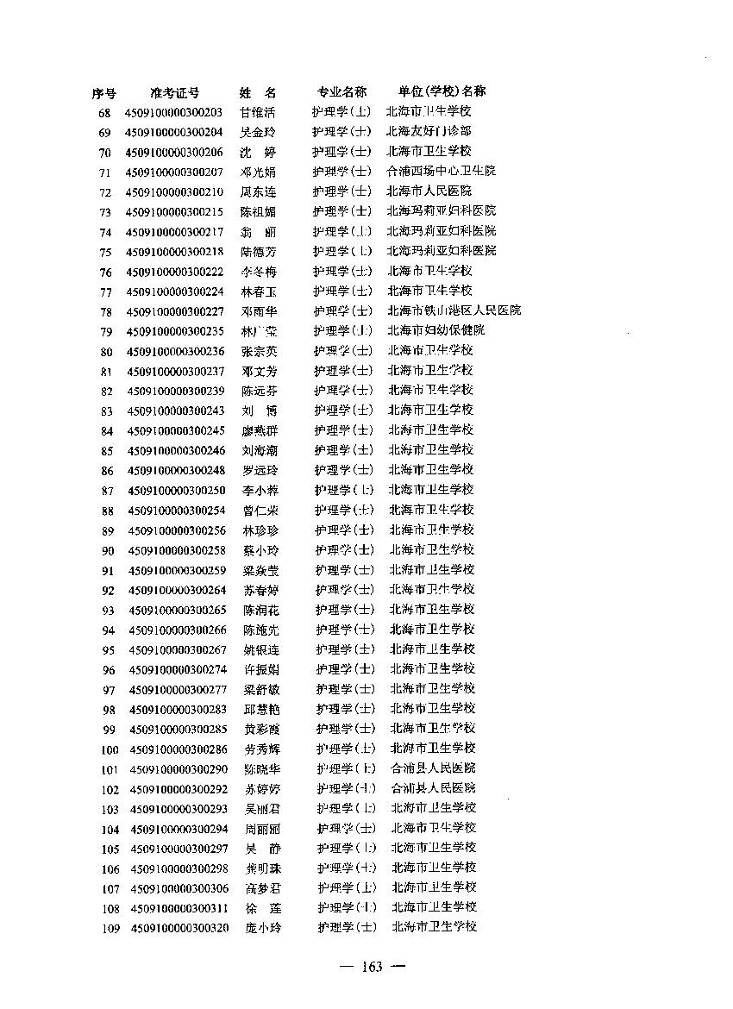 序号 准考证号 姓 名 专业名称 单位(学校)名称
68 4509100000300203 甘维活 护理学(士) 北海市卫生学校
69 4509100000300204 吴金玲 护理学(士) 北海友好门诊部
70 4509100000300206 沈 婷 护理学(士) 北海市卫生学校
71 4509100000300207 邓光娟 护理学(士) 合浦西场中心卫生院
72 4509100000300210 周东连 护理学(士) 北海市人民医院
73 4509100000300215 陈祖媚 护理学(士) 北海玛莉亚妇科医院
74 4509100000300217 翁 丽 护理学(士) 北海玛莉亚妇科医院
75 4509100000300218 陆德芳 护理学(士) 北海玛莉亚妇科医院
76 4509100000300222 李冬梅 护理学(士) 北海市卫生学校
77 4509100000300224 林春玉 护理学(士) 北海市卫生学校
78 4509100000300227 邓雨华 护理学(士) 北海市铁山港区人民医院
79 4509100000300235 林广莹 护理学(士) 北海市妇幼保健院
80 4509100000300236 张宗英 护理学(士) 北海市卫生学校
81 4509100000300237 邓文芳 护理学(士) 北海市卫生学校
82 4509100000300239 陈远芬 护理学(士) 北海市卫生学校
83 4509100000300243 刘 博 护理学(士) 北海市卫生学校
84 4509100000300245 廖燕群 护理学(士) 北海市卫生学校
85 4509100000300246 刘海潮 护理学(士) 北海市卫生学校
86 4509100000300248 罗远玲 护理学(士) 北海市卫生学校
87 4509100000300250 李小蓉 护理学(士) 北海市卫生学校
88 4509100000300254 曾仁荣 护理学(士) 北海市卫生学校
89 4509100000300256 林珍珍 护理学(士) 北海市卫生学校
90 4509100000300258 蔡小玲 护理学(士) 北海市卫生学校
91 4509100000300259 梁焱莹 护理学(士) 北海市卫生学校
92 4509100000300264 苏春婷 护理学(士) 北海市卫生学校
93 4509100000300265 陈润花 护理学(士) 北海市卫生学校
94 4509100000300266 陈施先 护理学(士) 北海市卫生学校
95 4509100000300267 姚银连 护理学(士) 北海市卫生学校
96 4509100000300274 许振娟 护理学(士) 北海市卫生学校
97 4509100000300277 梁舒敏 护理学(士) 北海市卫生学校
98 4509100000300283 邱慧艳 护理学(士) 北海市卫生学校
99 4509100000300285 黄彩霞 护理学(士) 北海市卫生学校
100 4509100000300286 劳秀辉 护理学(士) 北海市卫生学校
101 4509100000300290 陈晓华 护理学(士) 合浦县人民医院
102 4509100000300292 苏婷婷 护理学(士) 合浦县人民医院
103 4509100000300293 吴丽君 护理学(士) 北海市卫生学校
104 4509100000300294 周丽丽 护理学(士) 北海市卫生学校
105 4509100000300297 吴 静 护理学(士) 北海市卫生学校
106 4509100000300298 龚明珠 护理学(士) 北海市卫生学校
107 4509100000300306 高梦君 护理学(士) 北海市卫生学校
108 4509100000300311 徐 莲 护理学(士) 北海市卫生学校
109 4509100000300320 庞小玲 护理学(士) 北海市卫生学校
— 163 —